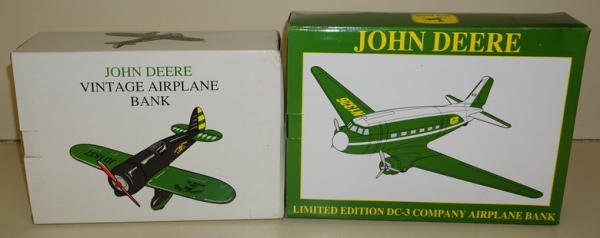 JOHN DEERE
VINTAGE AIRPLANE
BANK
JOHN DEERE
LIMITED EDITION DC-3 COMPANY AIRPLANE BANK